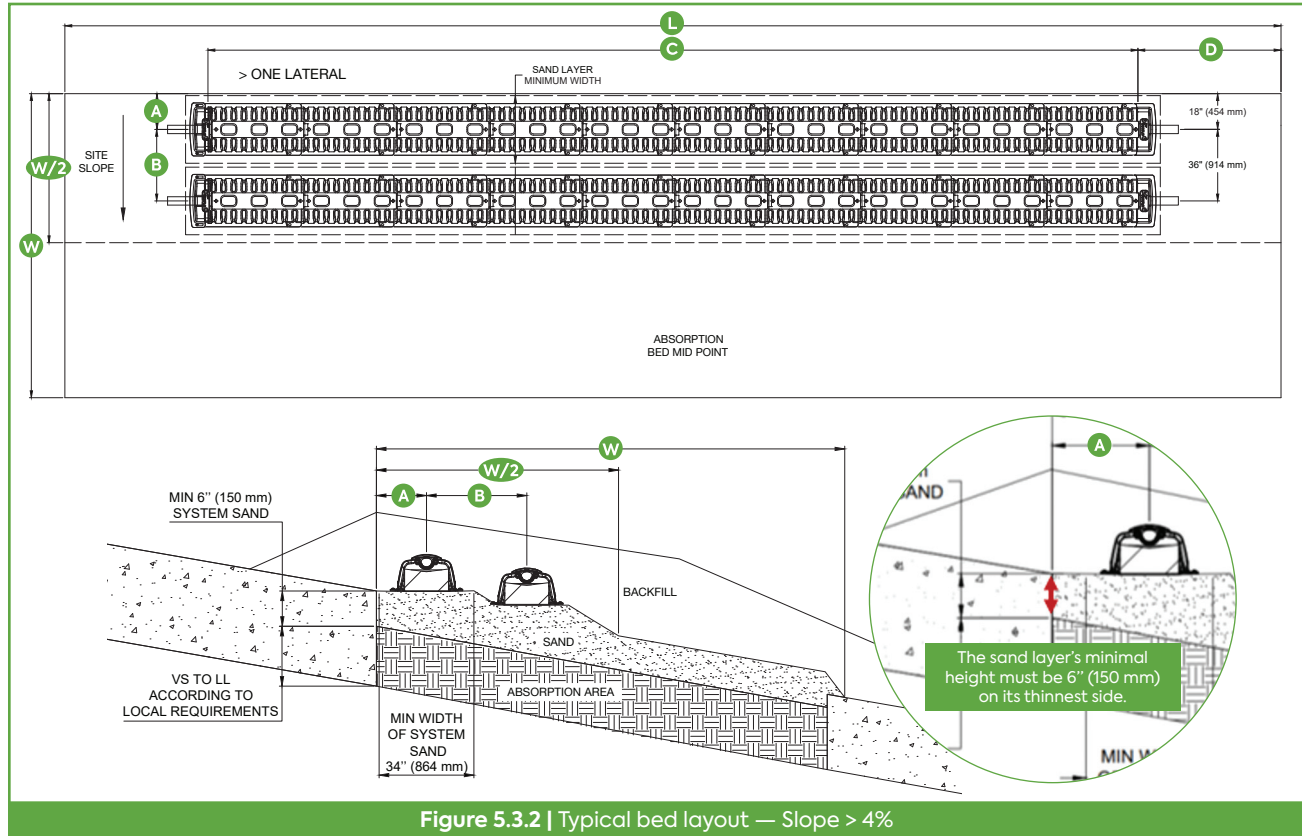 L
C
D
> ONE LATERAL
SAND LAYER
MINIMUM WIDTH
A
18" (454 mm)
SITE
SLOPE
W/2
B
36" (914 mm)
W
ABSORPTION
BED MID POINT
W
W/2
A
B
MIN 6'' (150 mm)
SYSTEM SAND
BACKFILL
SAND
VS TO LL
ACCORDING TO
LOCAL REQUIREMENTS
ABSORPTION AREA
MIN WIDTH
OF SYSTEM
SAND
34'' (864 mm)
A
AND
The sand layer's minimal
height must be 6'' (150 mm)
on its thinnest side.
MIN W
Figure 5.3.2 | Typical bed layout — Slope > 4%